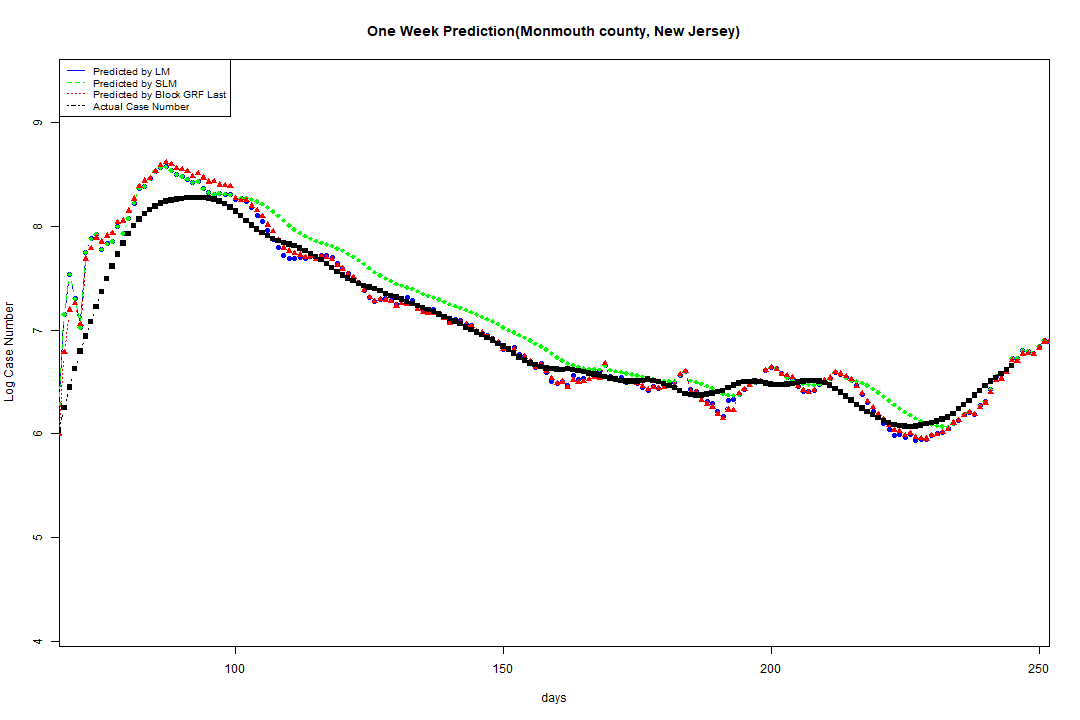 One Week Prediction(Monmouth county, New Jersey)
Predicted by LM
Predicted by SLM
Predicted by Block GRF Last
Actual Case Number
9
8
7
6
5
4
Log Case Number
100 150 200 250
days